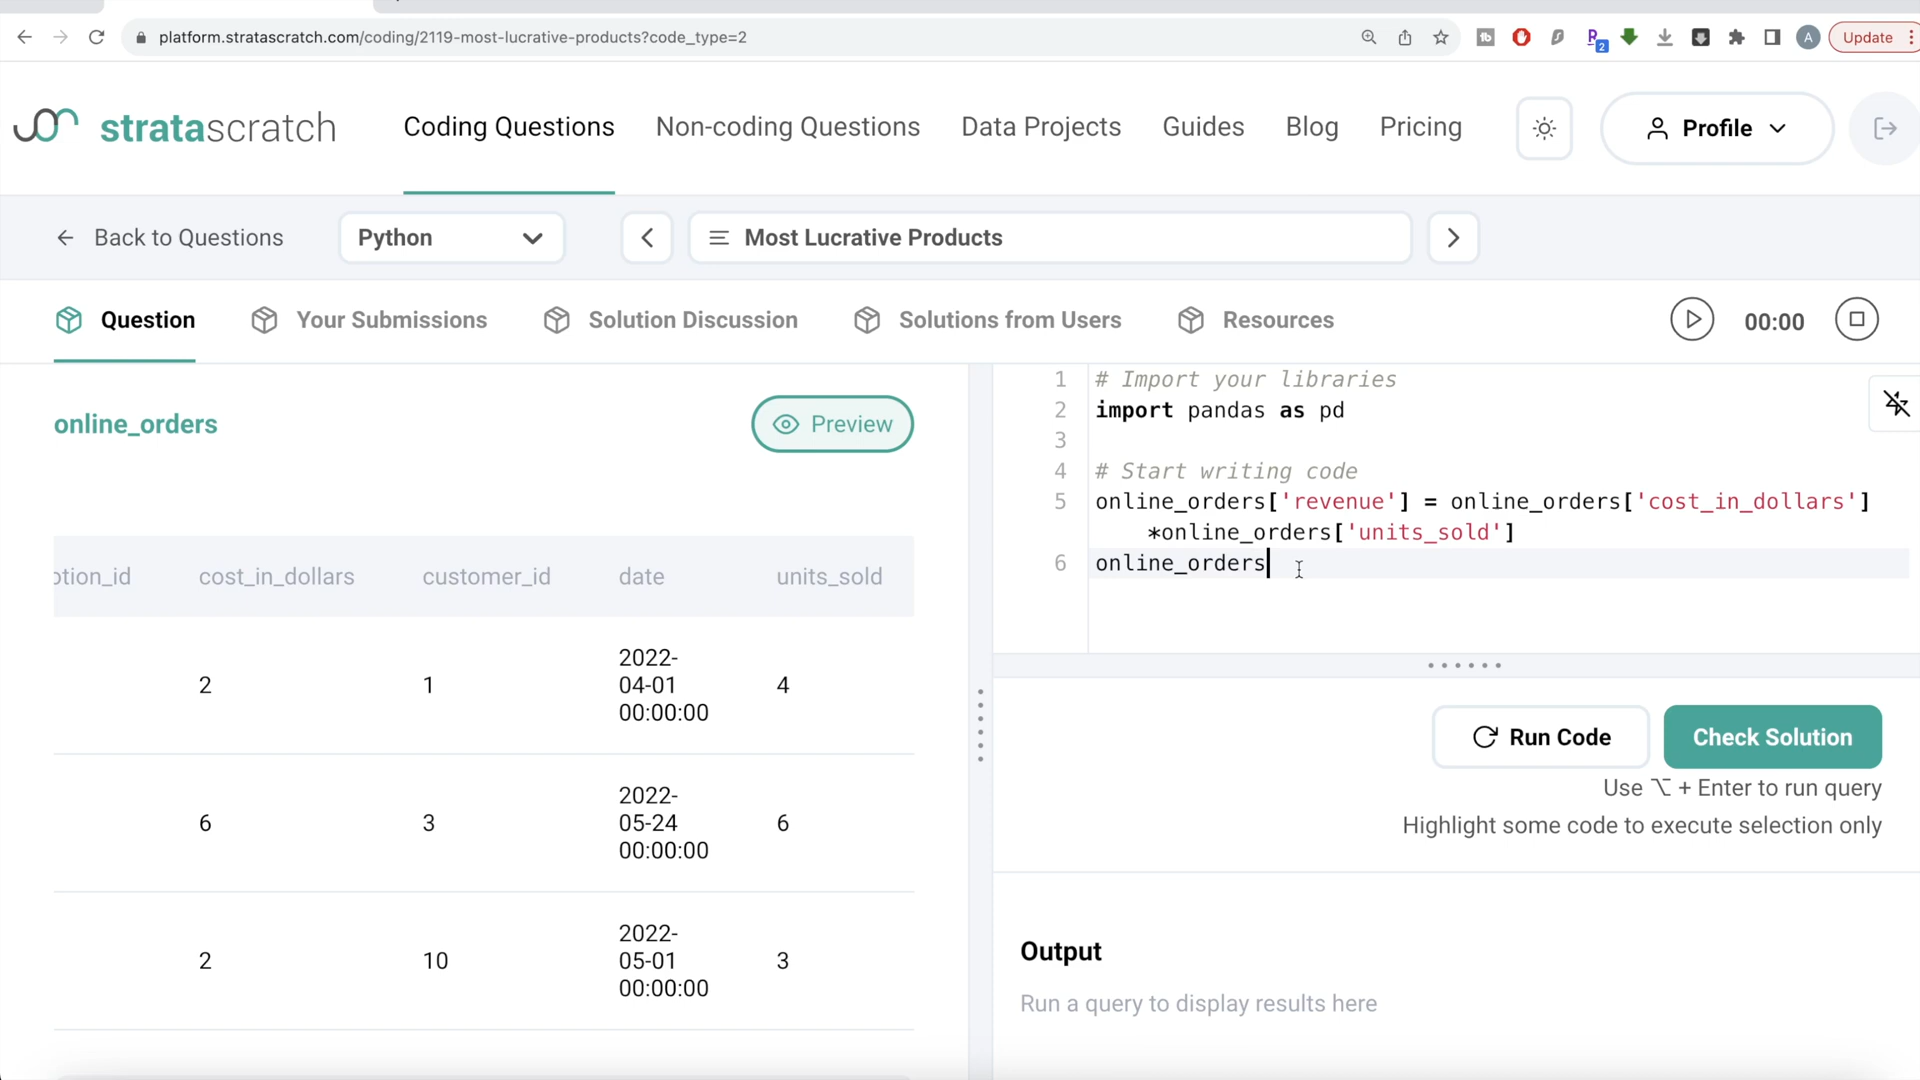 platform.stratascratch.com/coding/2119-most-lucrative-products?code_type=2
2
A
Update
stratascratch
Coding Questions
Non-coding Questions
Data Projects
Guides
Blog
Pricing
Profile
Back to Questions
Python
Most Lucrative Products
Question
Your Submissions
Solution Discussion
Solutions from Users
Resources
00:00
online_orders
Preview
otion_id cost_in_dollars customer_id date units_sold
2 1 2022-04-01 00:00:00 4
6 3 2022-05-24 00:00:00 6
2 10 2022-05-01 00:00:00 3
1 # Import your libraries
2 import pandas as pd
3
4 # Start writing code
5 online_orders['revenue'] = online_orders['cost_in_dollars']
*online_orders['units_sold']
6 online_orders
Run Code
Check Solution
Use ⌥ + Enter to run query
Highlight some code to execute selection only
Output
Run a query to display results here